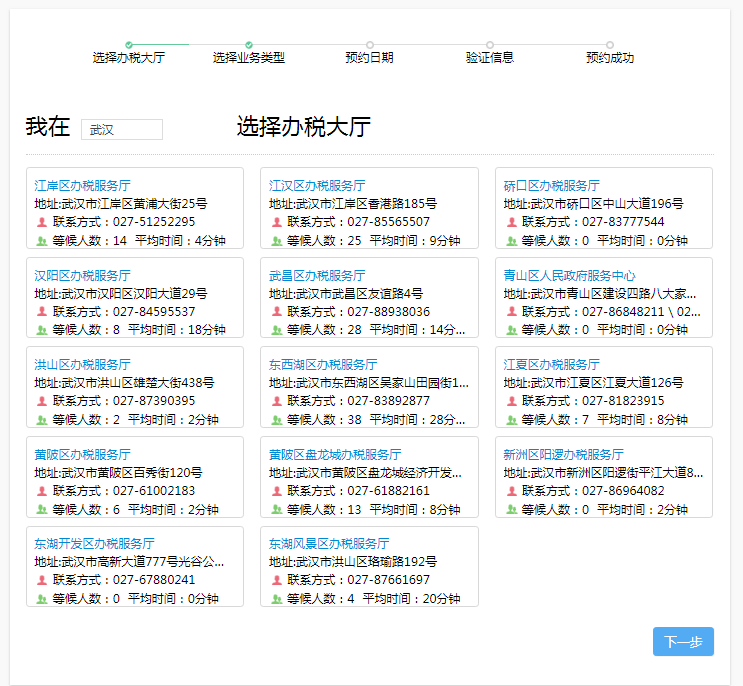 选择办税大厅 选择业务类型 预约日期 验证信息 预约成功
我在 武汉 选择办税大厅
江岸区办税服务厅
地址:武汉市江岸区黄浦大街25号
联系方式：027-51252295
等候人数：14 平均时间：4分钟
江汉区办税服务厅
地址:武汉市江岸区香港路185号
联系方式：027-85565507
等候人数：25 平均时间：9分钟
硚口区办税服务厅
地址:武汉市硚口区中山大道196号
联系方式：027-83777544
等候人数：0 平均时间：0分钟
汉阳区办税服务厅
地址:武汉市汉阳区汉阳大道29号
联系方式：027-84595537
等候人数：8 平均时间：18分钟
武昌区办税服务厅
地址:武汉市武昌区友谊路4号
联系方式：027-88938036
等候人数：28 平均时间：14分...
青山区人民政府服务中心
地址:武汉市青山区建设四路八大家...
联系方式：027-86848211 \ 02...
等候人数：0 平均时间：0分钟
洪山区办税服务厅
地址:武汉市洪山区雄楚大街438号
联系方式：027-87390395
等候人数：2 平均时间：2分钟
东西湖区办税服务厅
地址:武汉市东西湖区吴家山田园街1...
联系方式：027-83892877
等候人数：38 平均时间：28分...
江夏区办税服务厅
地址:武汉市江夏区江夏大道126号
联系方式：027-81823915
等候人数：7 平均时间：8分钟
黄陂区办税服务厅
地址:武汉市黄陂区百秀街120号
联系方式：027-61002183
等候人数：6 平均时间：2分钟
黄陂区盘龙城办税服务厅
地址:武汉市黄陂区盘龙城经济开发...
联系方式：027-61882161
等候人数：13 平均时间：8分钟
新洲区阳逻办税服务厅
地址:武汉市新洲区阳逻街平江大道8...
联系方式：027-86964082
等候人数：0 平均时间：2分钟
东湖开发区办税服务厅
地址:武汉市高新大道777号光谷公...
联系方式：027-67880241
等候人数：0 平均时间：0分钟
东湖风景区办税服务厅
地址:武汉市洪山区珞瑜路192号
联系方式：027-87661697
等候人数：4 平均时间：20分钟
下一步